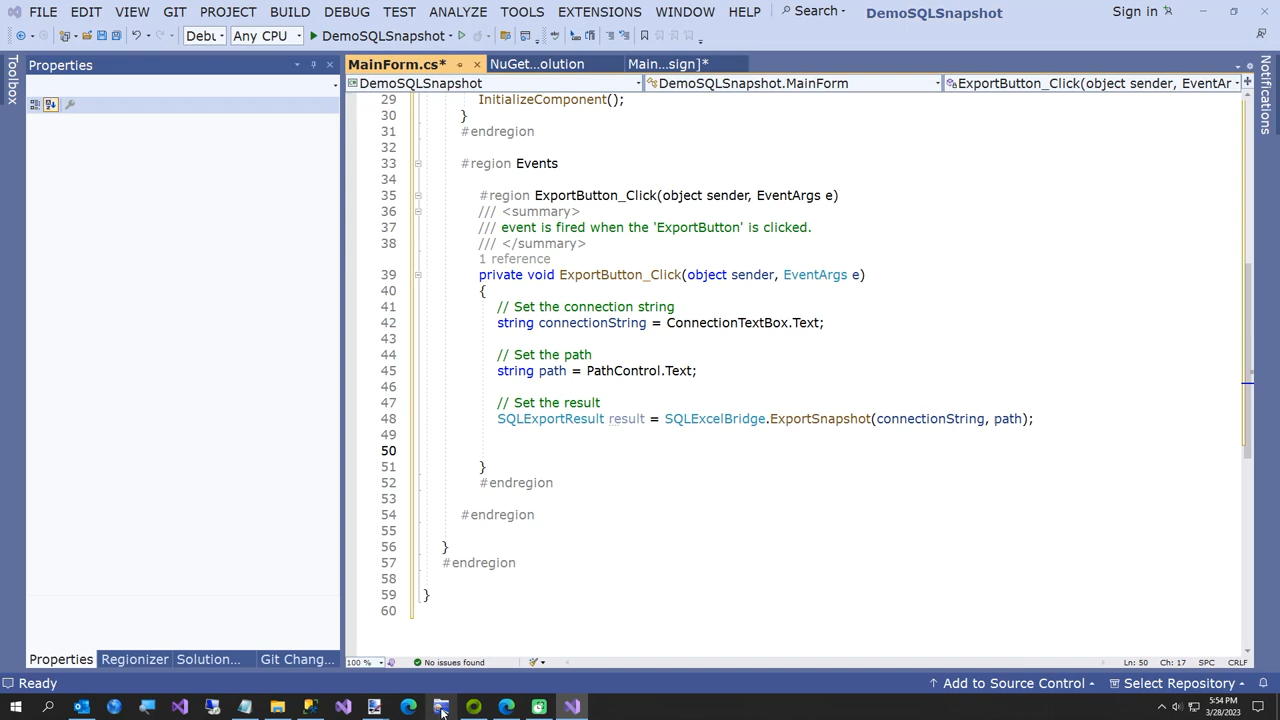 FILE EDIT VIEW GIT PROJECT BUILD DEBUG TEST ANALYZE TOOLS EXTENSIONS WINDOW HELP Search DemoSQLSnapshot Sign in
Debu Any CPU DemoSQLSnapshot
Toolbox
Properties
MainForm.cs* NuGet...olution Main...sign]*
Notifications
DemoSQLSnapshot DemoSQLSnapshot.MainForm ExportButton_Click(object sender, EventAr
29 InitializeComponent();
30 }
31 #endregion
32
33 #region Events
34
35 #region ExportButton_Click(object sender, EventArgs e)
36 /// <summary>
37 /// event is fired when the 'ExportButton' is clicked.
38 /// </summary>
1 reference
39 private void ExportButton_Click(object sender, EventArgs e)
40 {
41 // Set the connection string
42 string connectionString = ConnectionTextBox.Text;
43
44 // Set the path
45 string path = PathControl.Text;
46
47 // Set the result
48 SQLExportResult result = SQLExcelBridge.ExportSnapshot(connectionString, path);
49
50
51 }
52 #endregion
53
54 #endregion
55
56 }
57 #endregion
58
59 }
60
Properties Regionizer Solution... Git Chang...
100 % No issues found Ln: 50 Ch: 17 SPC CRLF
Ready Add to Source Control Select Repository
5:54 PM
3/28/2023